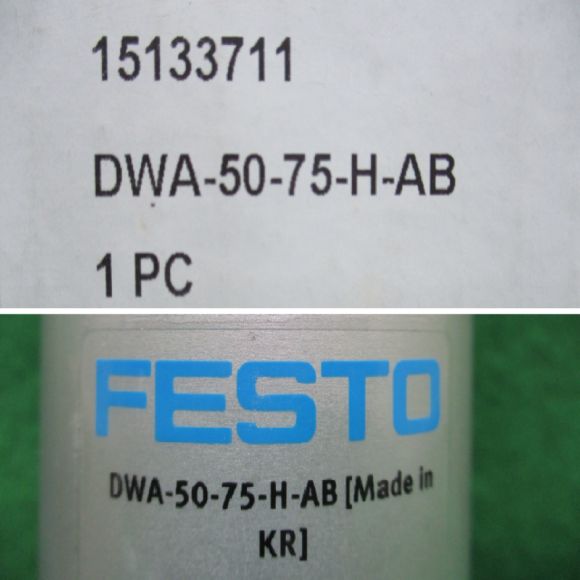 15133711
DWA-50-75-H-AB
1 PC
FESTO
DWA-50-75-H-AB [Made in
KR]